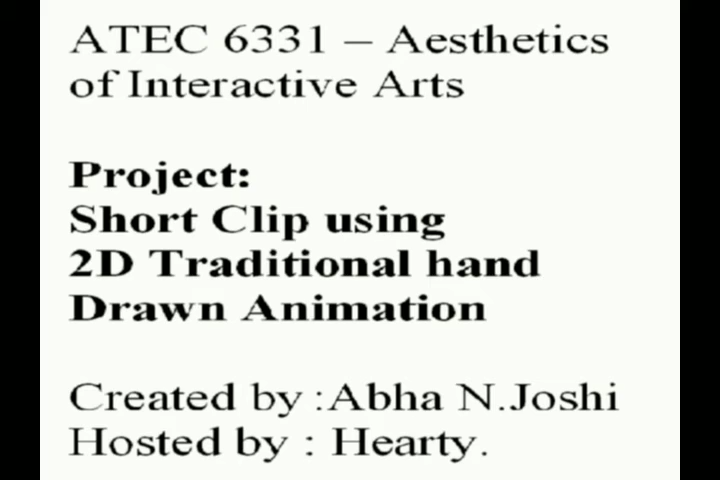 ATEC 6331 – Aesthetics
of Interactive Arts
Project:
Short Clip using
2D Traditional hand
Drawn Animation
Created by :Abha N.Joshi
Hosted by : Hearty.